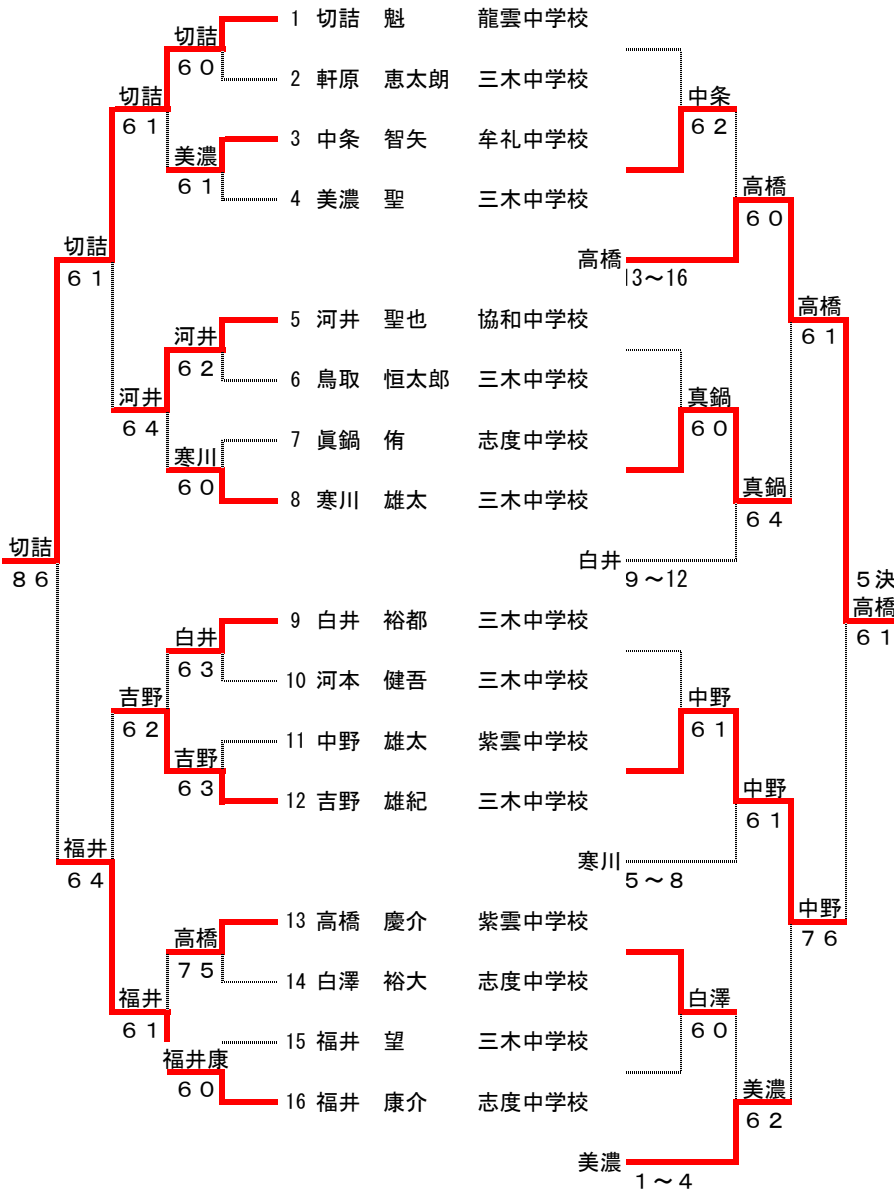 切詰 1 切詰 魁 龍雲中学校
６０
2 軒原 恵太朗 三木中学校
切詰 中条
６１ ６２
美濃 3 中条 智矢 牟礼中学校
６１ 高橋
4 美濃 聖 三木中学校
６０
切詰 高橋
６１ 13～16
高橋
5 河井 聖也 協和中学校
河井 ６１
６２
6 鳥取 恒太郎 三木中学校
河井 真鍋
６４ ６０
7 眞鍋 侑 志度中学校
寒川
６０ 真鍋
8 寒川 雄太 三木中学校
６４
切詰 白井
８６ ９～12 ５決
高橋
9 白井 裕都 三木中学校
白井 ６１
６３
10 河本 健吾 三木中学校
吉野 中野
６２ ６１
11 中野 雄太 紫雲中学校
吉野
６３ 中野
12 吉野 雄紀 三木中学校
６１
福井 寒川
６４ ５～８
中野
13 高橋 慶介 紫雲中学校
高橋 ７６
７５
14 白澤 裕大 志度中学校
福井 白澤
６１ ６０
15 福井 望 三木中学校
福井康
６０ 美濃
16 福井 康介 志度中学校
６２
美濃
１～４